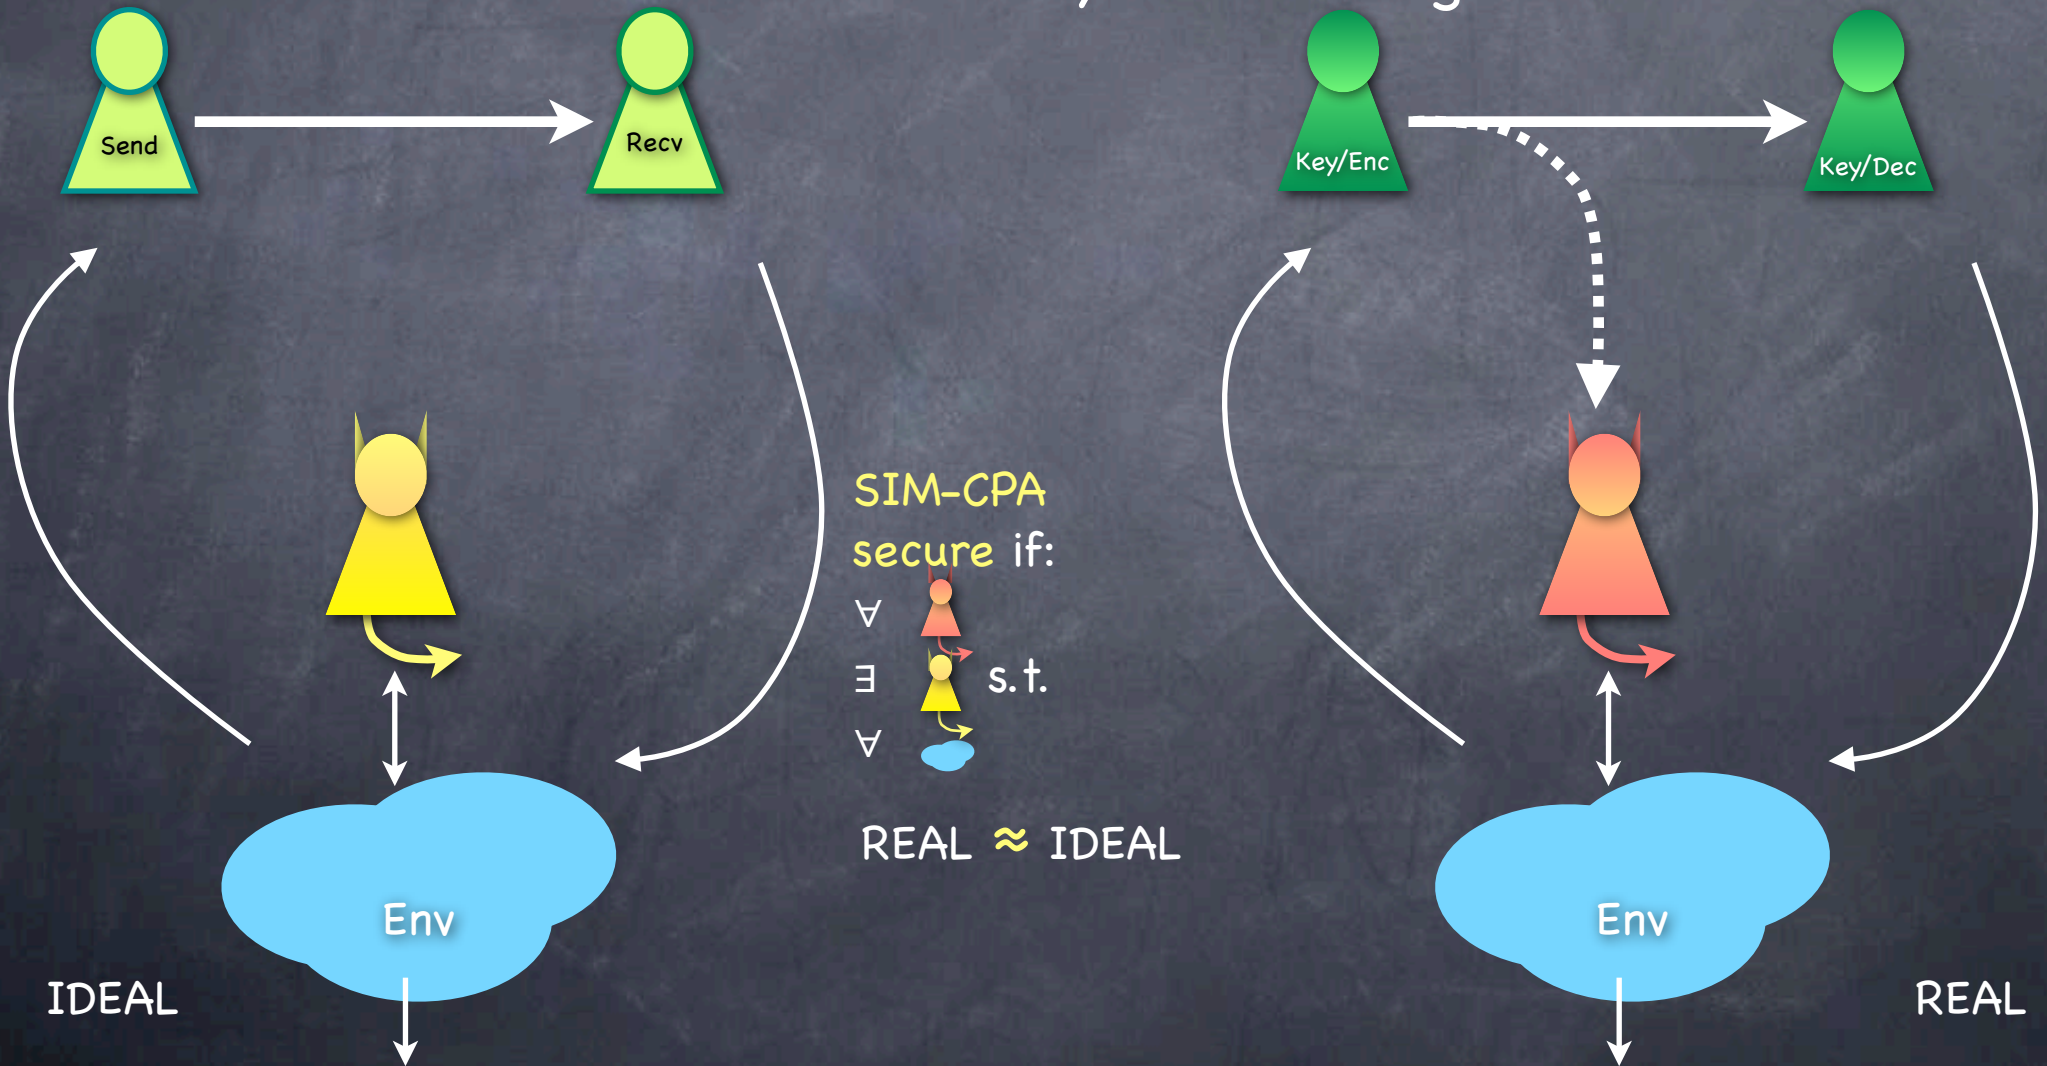 Send
Recv
Key/Enc
Key/Dec
SIM-CPA
secure if:
∀
∃ s.t.
∀
REAL ≈ IDEAL
Env
Env
IDEAL
REAL